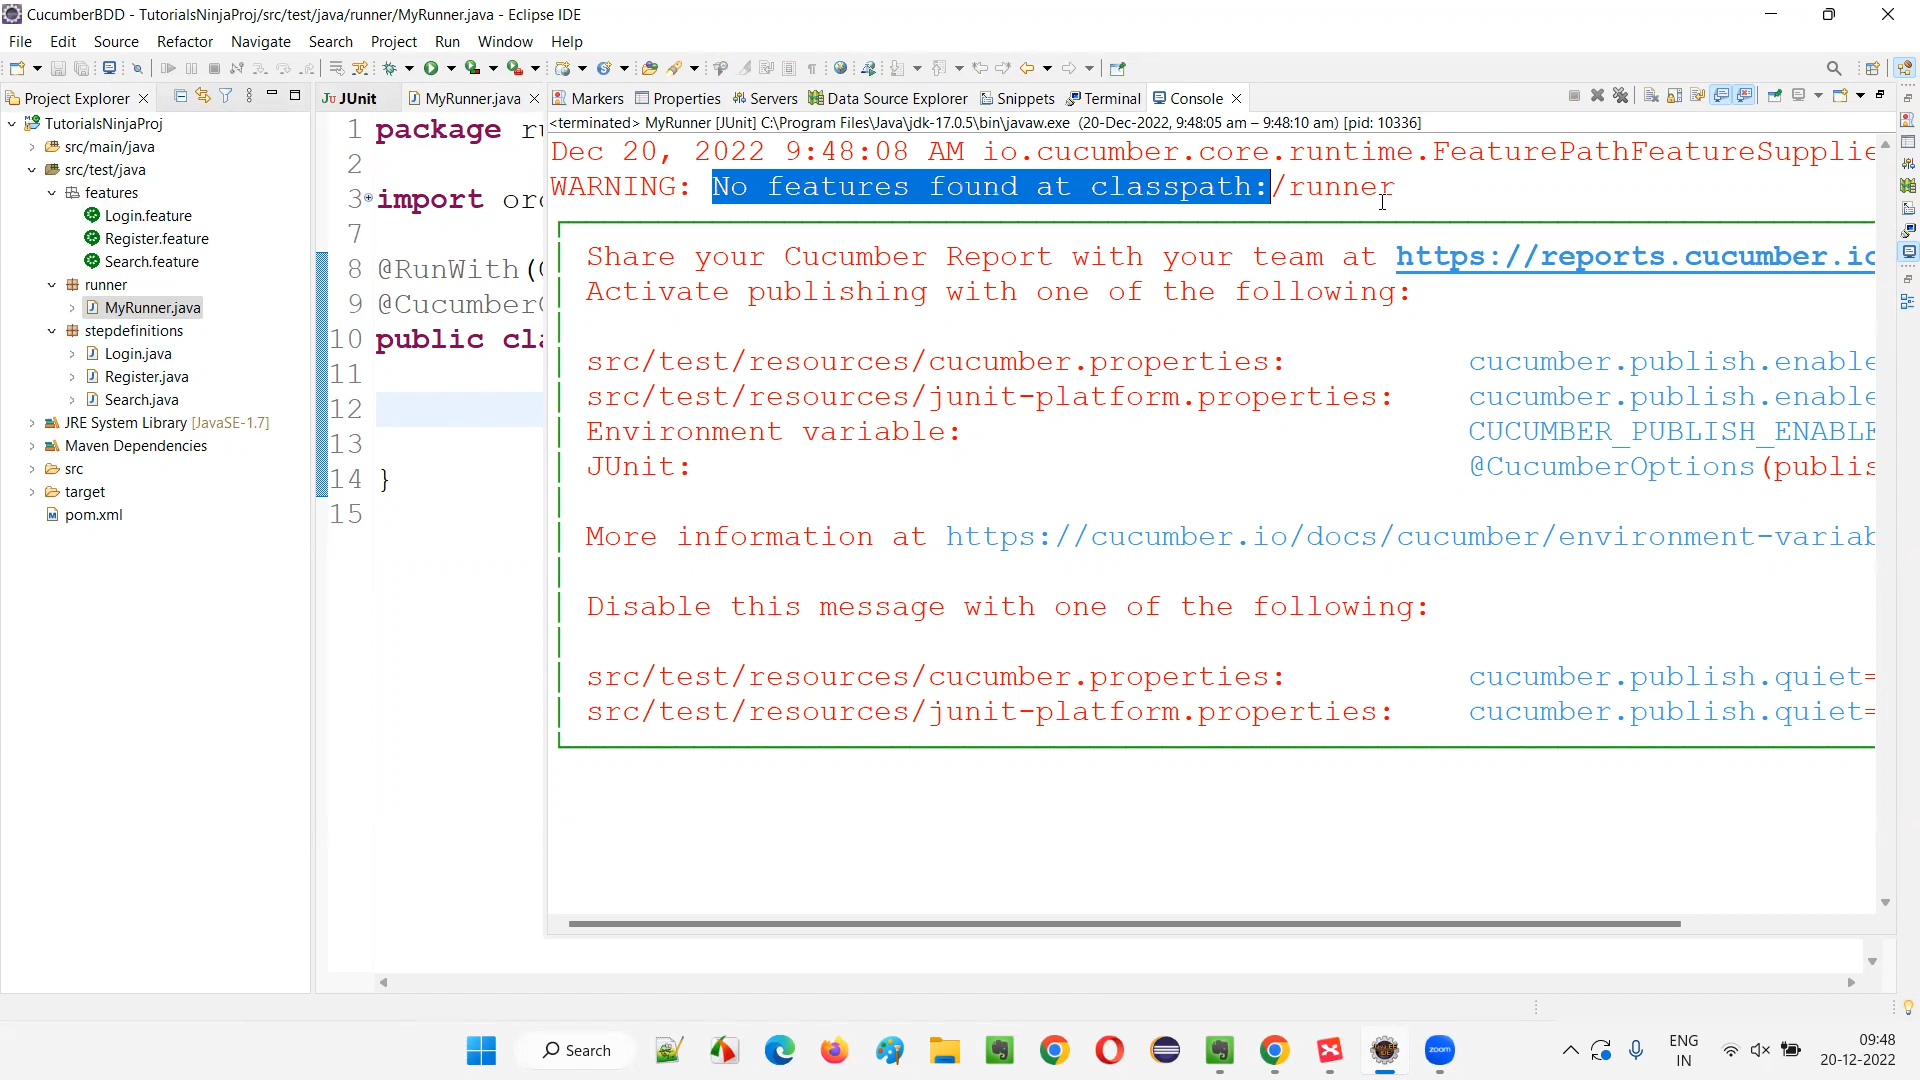 CucumberBDD - TutorialsNinjaProj/src/test/java/runner/MyRunner.java - Eclipse IDE
File Edit Source Refactor Navigate Search Project Run Window Help
Project Explorer
JUnit
MyRunner.java
Markers Properties Servers Data Source Explorer Snippets Terminal Console
<terminated> MyRunner [JUnit] C:\Program Files\Java\jdk-17.0.5\bin\javaw.exe (20-Dec-2022, 9:48:05 am – 9:48:10 am) [pid: 10336]
TutorialsNinjaProj
src/main/java
src/test/java
features
Login.feature
Register.feature
Search.feature
runner
MyRunner.java
stepdefinitions
Login.java
Register.java
Search.java
JRE System Library [JavaSE-1.7]
Maven Dependencies
src
target
pom.xml
1 package
2
3 import
7
8 @RunWith(
9 @Cucumber
10 public
11
12
13
14 }
15
Dec 20, 2022 9:48:08 AM io.cucumber.core.runtime.FeaturePathFeatureSupplie
WARNING: No features found at classpath:/runner
Share your Cucumber Report with your team at https://reports.cucumber.io
Activate publishing with one of the following:
src/test/resources/cucumber.properties: cucumber.publish.enable
src/test/resources/junit-platform.properties: cucumber.publish.enable
Environment variable: CUCUMBER_PUBLISH_ENABLE
JUnit: @CucumberOptions(publis
More information at https://cucumber.io/docs/cucumber/environment-variab
Disable this message with one of the following:
src/test/resources/cucumber.properties: cucumber.publish.quiet=
src/test/resources/junit-platform.properties: cucumber.publish.quiet=
Search
zoom
ENG
IN
09:48
20-12-2022